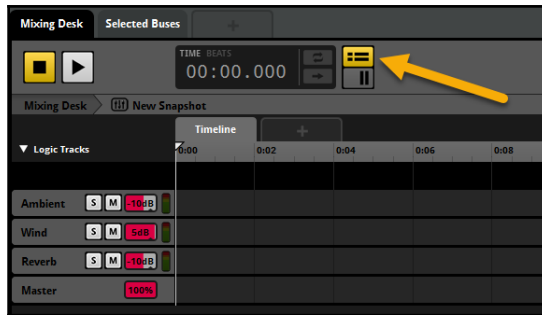 Mixing Desk Selected Buses +
TIME BEATS
00:00.000
Mixing Desk New Snapshot
Timeline +
Logic Tracks 0:00 0:02 0:04 0:06 0:08
Ambient S M -10dB
Wind S M 5dB
Reverb S M -10dB
Master 100%